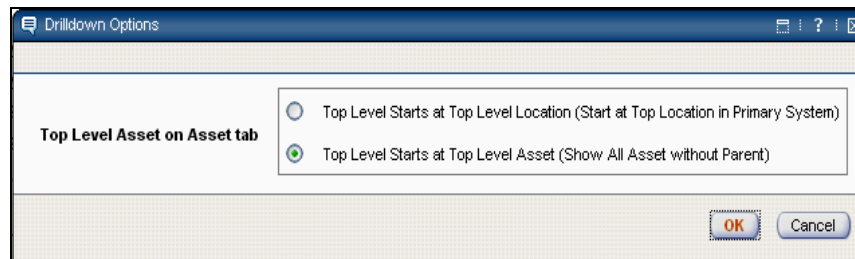 Drilldown Options
?
Top Level Asset on Asset tab
Top Level Starts at Top Level Location (Start at Top Location in Primary System)
Top Level Starts at Top Level Asset (Show All Asset without Parent)
OK Cancel